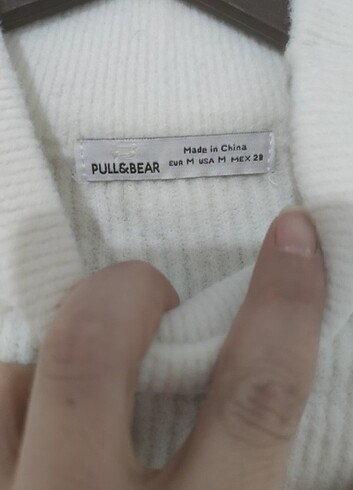 PULL&BEAR
Made in China
EUR M USA M MEX 28